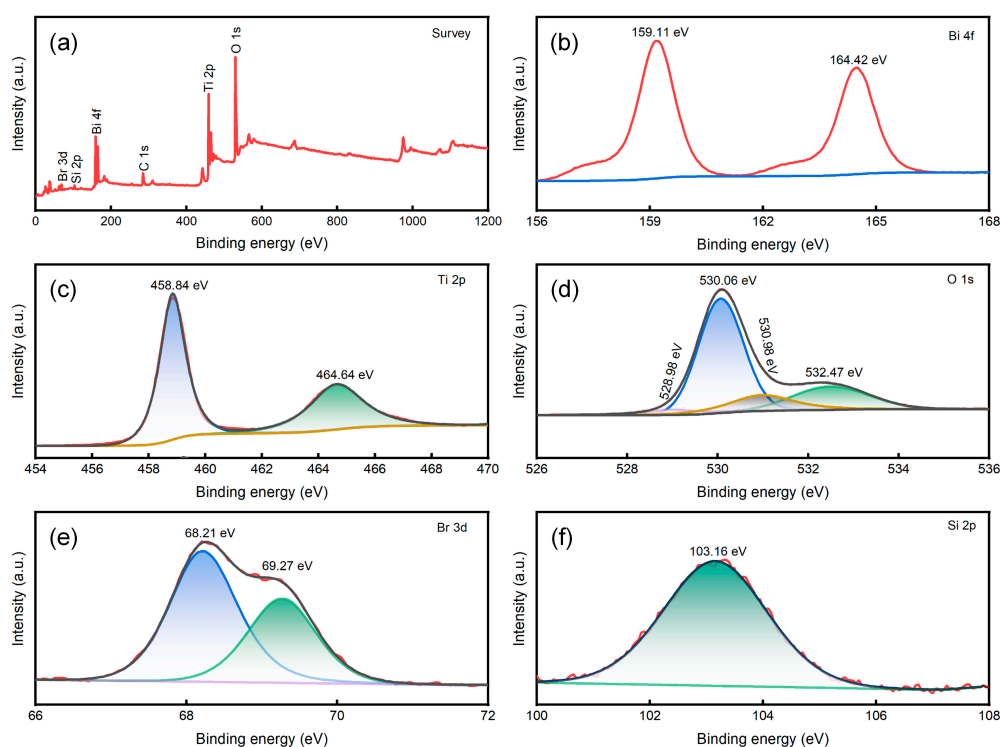 (a)
Survey
O 1s
Ti 2p
Bi 4f
C 1s
Br 3d
Si 2p
Intensity (a.u.)
0 200 400 600 800 1000 1200
Binding energy (eV)
(b)
Bi 4f
159.11 eV
164.42 eV
Intensity (a.u.)
156 159 162 165 168
Binding energy (eV)
(c)
Ti 2p
458.84 eV
464.64 eV
Intensity (a.u.)
454 456 458 460 462 464 466 468 470
Binding energy (eV)
(d)
O 1s
530.06 eV
528.98 eV
530.98 eV
532.47 eV
Intensity (a.u.)
526 528 530 532 534 536
Binding energy (eV)
(e)
Br 3d
68.21 eV
69.27 eV
Intensity (a.u.)
66 68 70 72
Binding energy (eV)
(f)
Si 2p
103.16 eV
Intensity (a.u.)
100 102 104 106 108
Binding energy (eV)